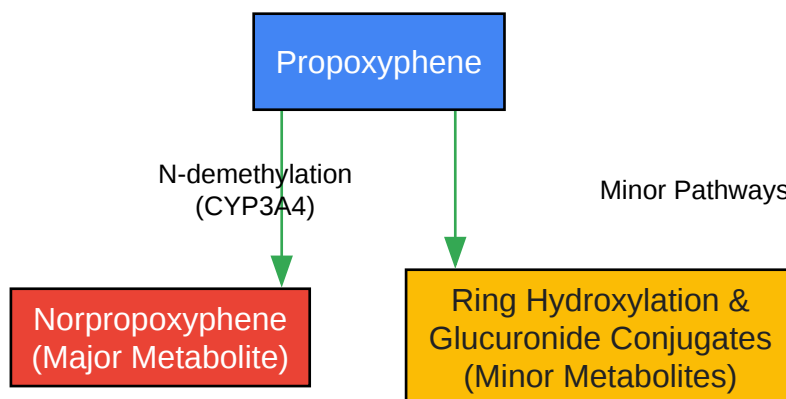 Propoxyphene
N-demethylation
(CYP3A4)
Minor Pathways
Norpropoxyphene
(Major Metabolite)
Ring Hydroxylation &
Glucuronide Conjugates
(Minor Metabolites)